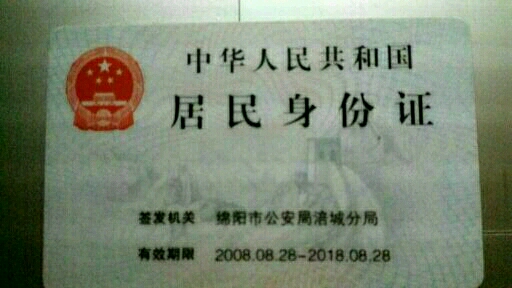 中华人民共和国
居民身份证
签发机关 绵阳市公安局涪城分局
有效期限 2008.08.28-2018.08.28